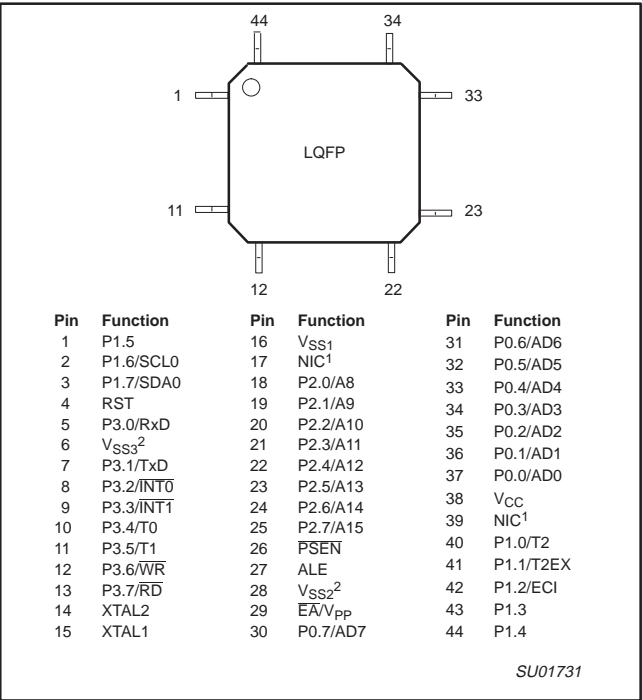 44 34
1 33
LQFP
11 23
12 22
Pin Function Pin Function Pin Function
1 P1.5 16 VSS1 31 P0.6/AD6
2 P1.6/SCL0 17 NIC1 32 P0.5/AD5
3 P1.7/SDA0 18 P2.0/A8 33 P0.4/AD4
4 RST 19 P2.1/A9 34 P0.3/AD3
5 P3.0/RxD 20 P2.2/A10 35 P0.2/AD2
6 VSS32 21 P2.3/A11 36 P0.1/AD1
7 P3.1/TxD 22 P2.4/A12 37 P0.0/AD0
8 P3.2/INT0 23 P2.5/A13 38 VCC
9 P3.3/INT1 24 P2.6/A14 39 NIC1
10 P3.4/T0 25 P2.7/A15 40 P1.0/T2
11 P3.5/T1 26 PSEN 41 P1.1/T2EX
12 P3.6/WR 27 ALE 42 P1.2/ECI
13 P3.7/RD 28 VSS22 43 P1.3
14 XTAL2 29 EA/VPP 44 P1.4
15 XTAL1 30 P0.7/AD7
SU01731